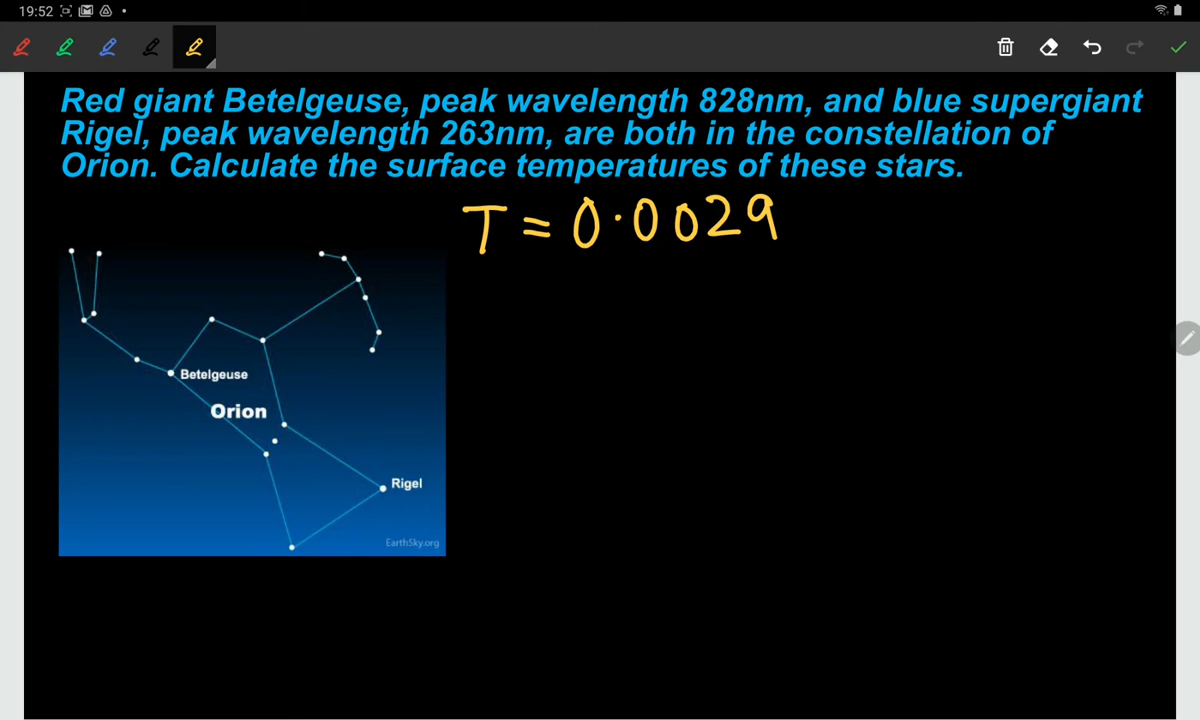 19:52
Red giant Betelgeuse, peak wavelength 828nm, and blue supergiant
Rigel, peak wavelength 263nm, are both in the constellation of
Orion. Calculate the surface temperatures of these stars.
T = 0.0029
Betelgeuse
Orion
Rigel
EarthSky.org